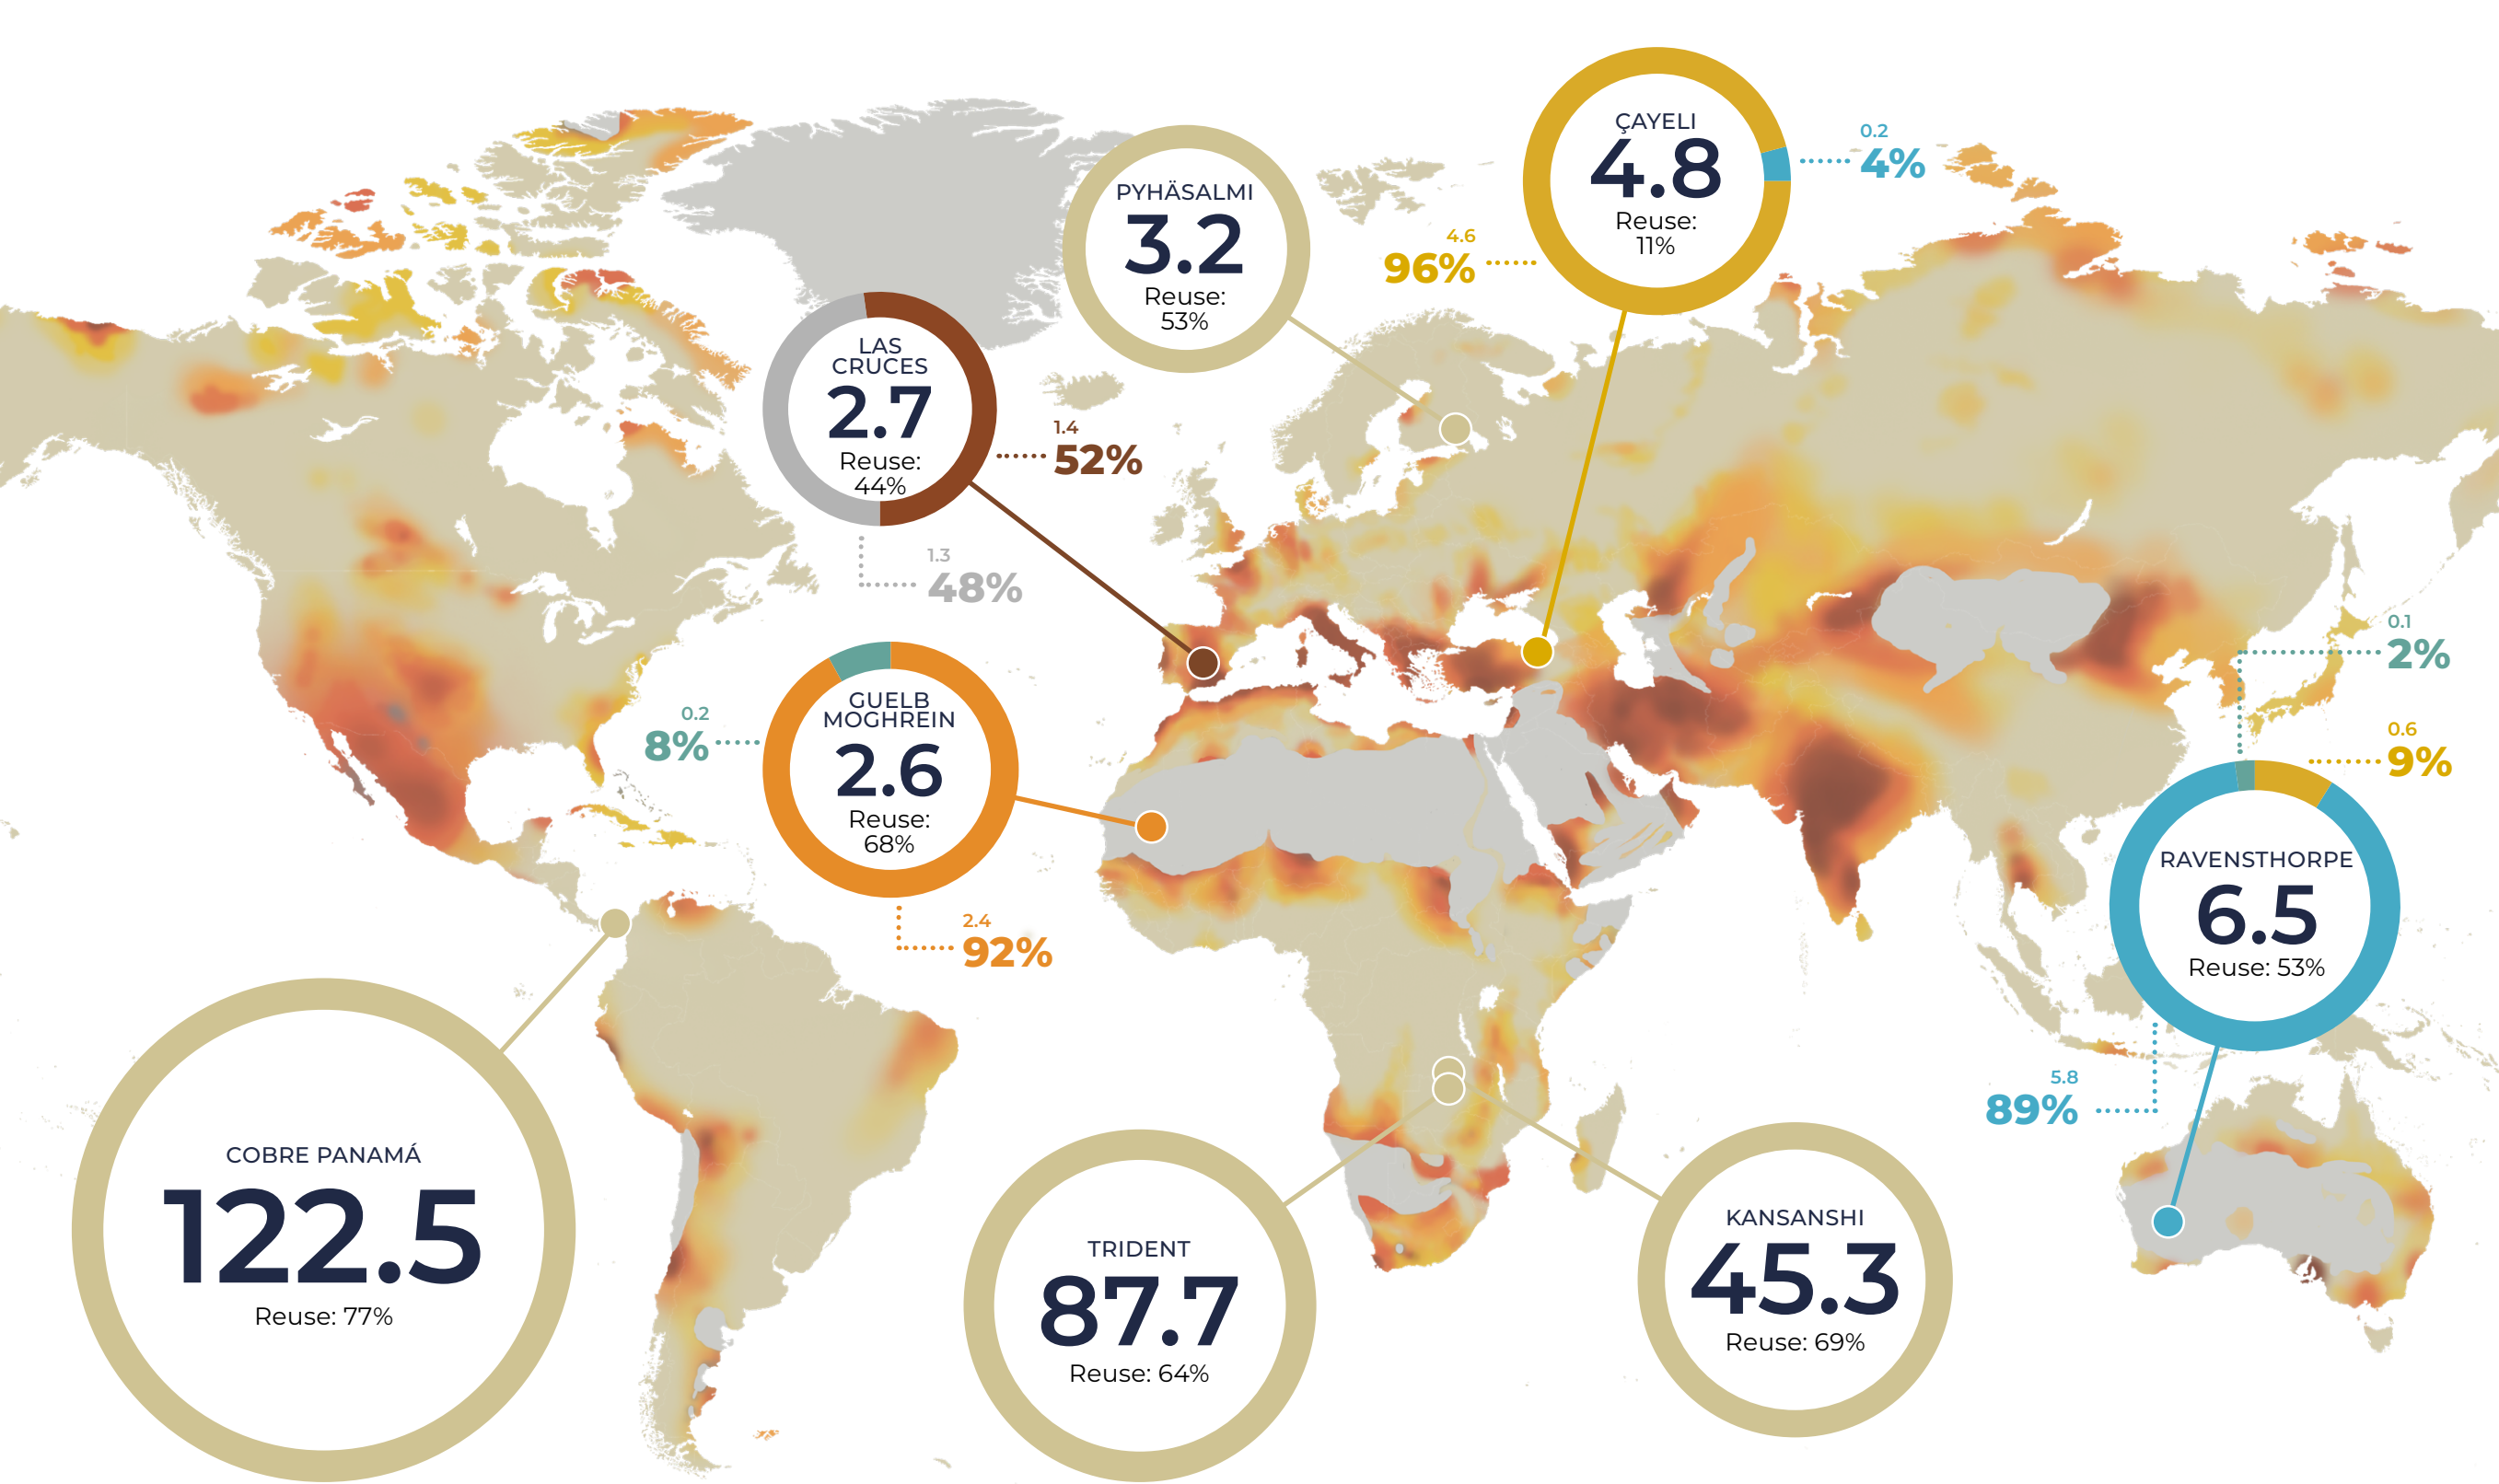 ÇAYELI
4.8
Reuse:
11%
0.2
4%
4.6
96%
PYHÄSALMI
3.2
Reuse:
53%
LAS
CRUCES
2.7
Reuse:
44%
1.4
52%
1.3
48%
GUELB
MOGHREIN
2.6
Reuse:
68%
0.2
8%
2.4
92%
0.1
2%
0.6
9%
RAVENSTHORPE
6.5
Reuse: 53%
5.8
89%
COBRE PANAMÁ
122.5
Reuse: 77%
TRIDENT
87.7
Reuse: 64%
KANSANSHI
45.3
Reuse: 69%